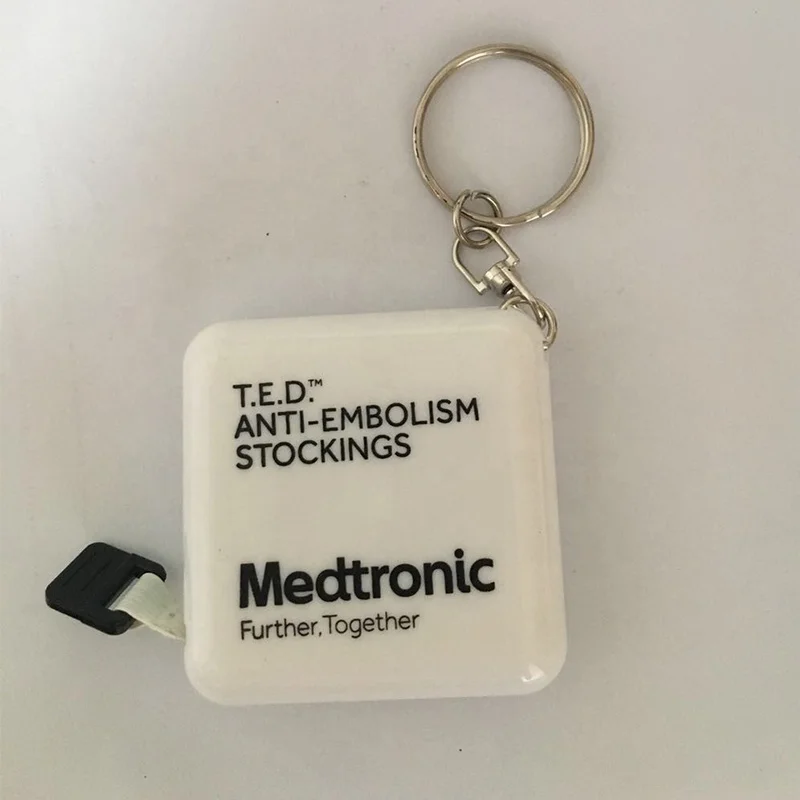 T.E.D.™
ANTI-EMBOLISM
STOCKINGS
Medtronic
Further, Together